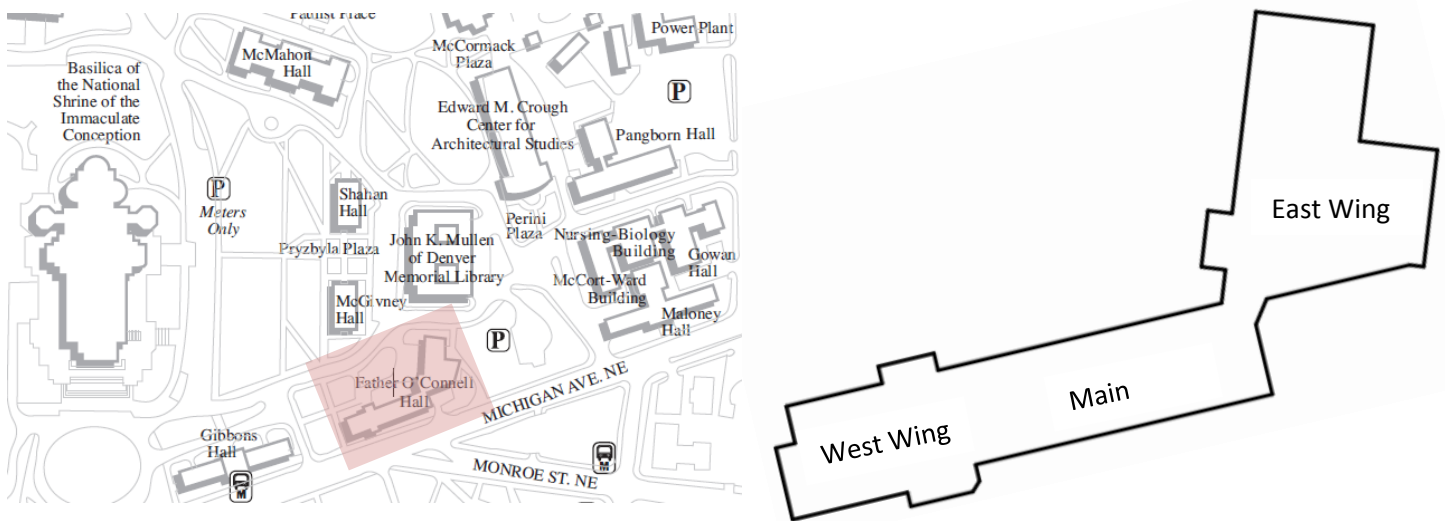 Paulist Place
McMahon
Hall
McCormack
Plaza
Power Plant
Basilica of
the National
Shrine of the
Immaculate
Conception
P
Edward M. Crough
Center for
Architectural Studies
Pangborn Hall
P
Meters
Only
Shahan
Hall
Perini
Plaza
Pryzbyla Plaza
John K. Mullen
of Denver
Memorial Library
Nursing-Biology
Building
Gowan
Hall
McCort-Ward
Building
McGivney
Hall
Maloney
Hall
P
Father O'Connell
Hall
MICHIGAN AVE. NE
Gibbons
Hall
M
M
MONROE ST. NE
East Wing
Main
West Wing